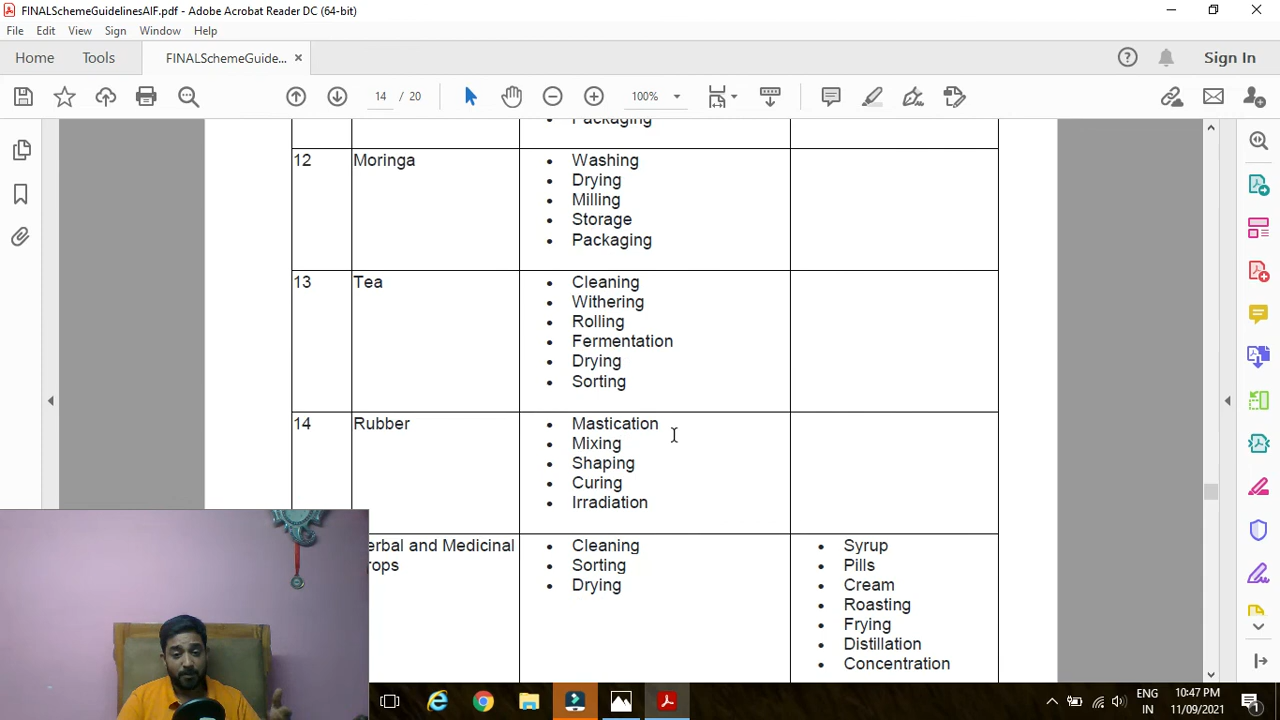 FINALSchemeGuidelinesAIF.pdf - Adobe Acrobat Reader DC (64-bit)
File Edit View Sign Window Help
Home Tools FINALSchemeGuide... × Sign In
14 / 20 100%
12 Moringa
• Washing
• Drying
• Milling
• Storage
• Packaging
13 Tea
• Cleaning
• Withering
• Rolling
• Fermentation
• Drying
• Sorting
14 Rubber
• Mastication
• Mixing
• Shaping
• Curing
• Irradiation
erbal and Medicinal
rops
• Cleaning
• Sorting
• Drying
• Syrup
• Pills
• Cream
• Roasting
• Frying
• Distillation
• Concentration
ENG
IN
10:47 PM
11/09/2021